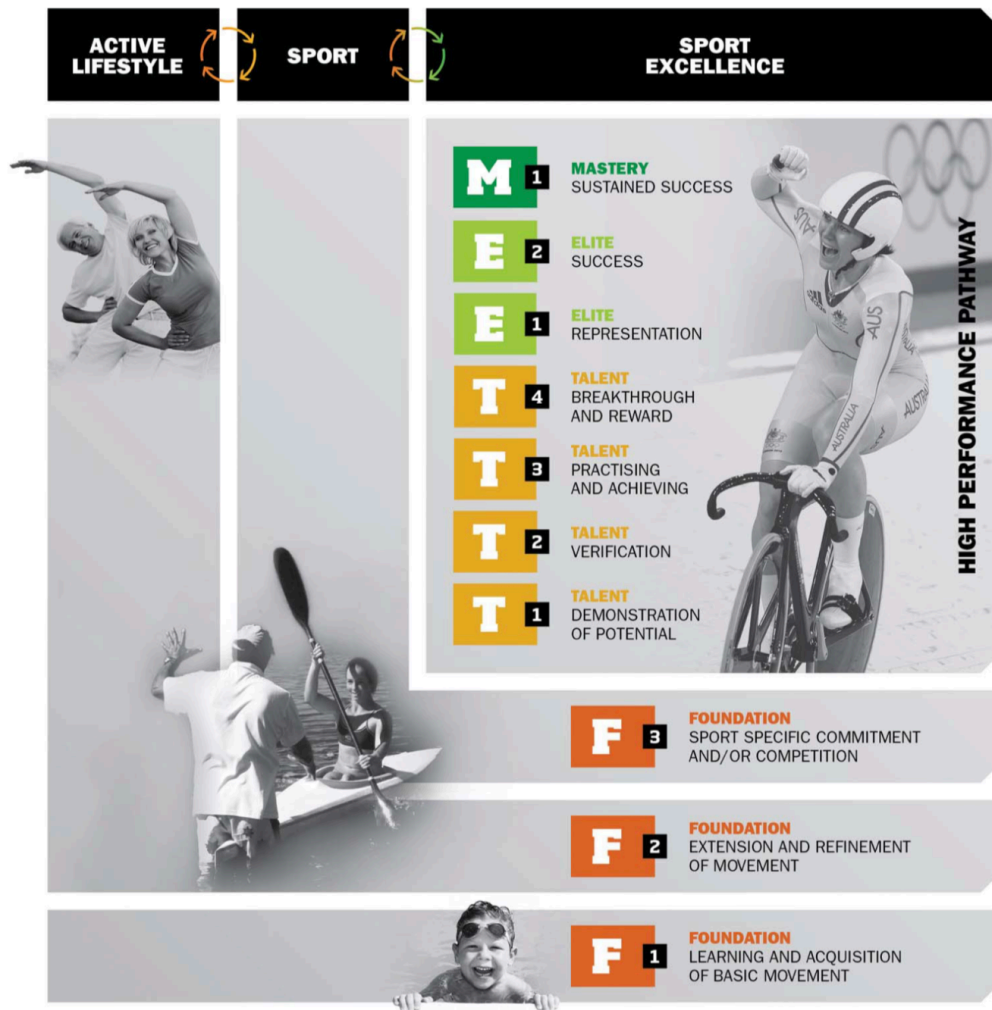 ACTIVE
LIFESTYLE
SPORT
SPORT
EXCELLENCE
M 1
MASTERY
SUSTAINED SUCCESS
E 2
ELITE
SUCCESS
E 1
ELITE
REPRESENTATION
T 4
TALENT
BREAKTHROUGH
AND REWARD
T 3
TALENT
PRACTISING
AND ACHIEVING
T 2
TALENT
VERIFICATION
T 1
TALENT
DEMONSTRATION
OF POTENTIAL
HIGH PERFORMANCE PATHWAY
AUS
AUS
AUSTRALIA
F 3
FOUNDATION
SPORT SPECIFIC COMMITMENT
AND/OR COMPETITION
F 2
FOUNDATION
EXTENSION AND REFINEMENT
OF MOVEMENT
F 1
FOUNDATION
LEARNING AND ACQUISITION
OF BASIC MOVEMENT